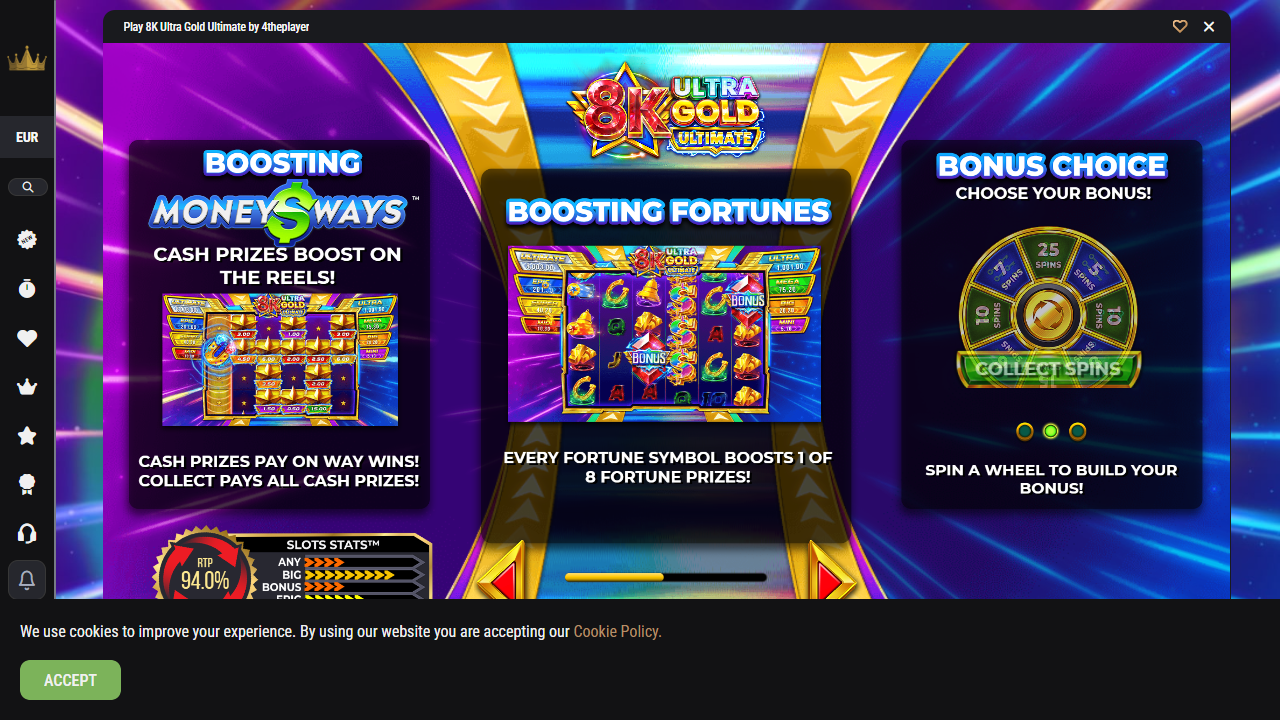 Play 8K Ultra Gold Ultimate by 4theplayer
EUR
NEW
8K ULTRA GOLD ULTIMATE
BOOSTING
MONEY$WAYS™
CASH PRIZES BOOST ON
THE REELS!
CASH PRIZES PAY ON WAY WINS!
COLLECT PAYS ALL CASH PRIZES!
BOOSTING FORTUNES
BONUS
BONUS
EVERY FORTUNE SYMBOL BOOSTS 1 OF
8 FORTUNE PRIZES!
BONUS CHOICE
CHOOSE YOUR BONUS!
25 SPINS
7 SPINS
5 SPINS
10 SPINS
10 SPINS
COLLECT SPINS
SPIN A WHEEL TO BUILD YOUR
BONUS!
SLOTS STATS™
RTP
94.0%
ANY
BIG
BONUS
EPIC
We use cookies to improve your experience. By using our website you are accepting our Cookie Policy.
ACCEPT